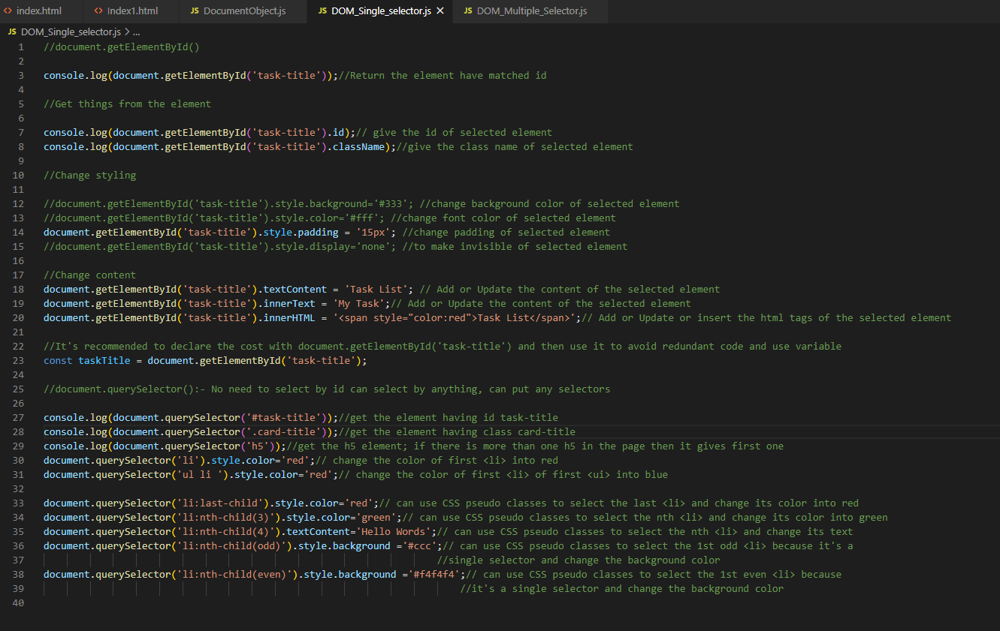 index.html Index1.html JS DocumentObject.js JS DOM_Single_selector.js JS DOM_Multiple_Selector.js
JS DOM_Single_selector.js > ...
1 //document.getElementById()
2
3 console.log(document.getElementById('task-title'));//Return the element have matched id
4
5 //Get things from the element
6
7 console.log(document.getElementById('task-title').id);// give the id of selected element
8 console.log(document.getElementById('task-title').className);//give the class name of selected element
9
10 //Change styling
11
12 //document.getElementById('task-title').style.background='#333'; //change background color of selected element
13 //document.getElementById('task-title').style.color='#fff'; //change font color of selected element
14 document.getElementById('task-title').style.padding = '15px'; //change padding of selected element
15 //document.getElementById('task-title').style.display='none'; //to make invisible of selected element
16
17 //Change content
18 document.getElementById('task-title').textContent = 'Task List'; // Add or Update the content of the selected element
19 document.getElementById('task-title').innerText = 'My Task';// Add or Update the content of the selected element
20 document.getElementById('task-title').innerHTML = '<span style="color:red">Task List</span>';// Add or Update or insert the html tags of the selected element
21
22 //It's recommended to declare the cost with document.getElementById('task-title') and then use it to avoid redundant code and use variable
23 const taskTitle = document.getElementById('task-title');
24
25 //document.querySelector():- No need to select by id can select by anything, can put any selectors
26
27 console.log(document.querySelector('#task-title'));//get the element having id task-title
28 console.log(document.querySelector('.card-title'));//get the element having class card-title
29 console.log(document.querySelector('h5'));//get the h5 element; if there is more than one h5 in the page then it gives first one
30 document.querySelector('li').style.color='red';// change the color of first <li> into red
31 document.querySelector('ul li ').style.color='red';// change the color of first <li> of first <ui> into blue
32
33 document.querySelector('li:last-child').style.color='red';// can use CSS pseudo classes to select the last <li> and change its color into red
34 document.querySelector('li:nth-child(3)').style.color='green';// can use CSS pseudo classes to select the nth <li> and change its color into green
35 document.querySelector('li:nth-child(4)').textContent='Hello Words';// can use CSS pseudo classes to select the nth <li> and change its text
36 document.querySelector('li:nth-child(odd)').style.background ='#ccc';// can use CSS pseudo classes to select the 1st odd <li> because it's a
37 //single selector and change the background color
38 document.querySelector('li:nth-child(even)').style.background ='#f4f4f4';// can use CSS pseudo classes to select the 1st even <li> because
39 //it's a single selector and change the background color
40